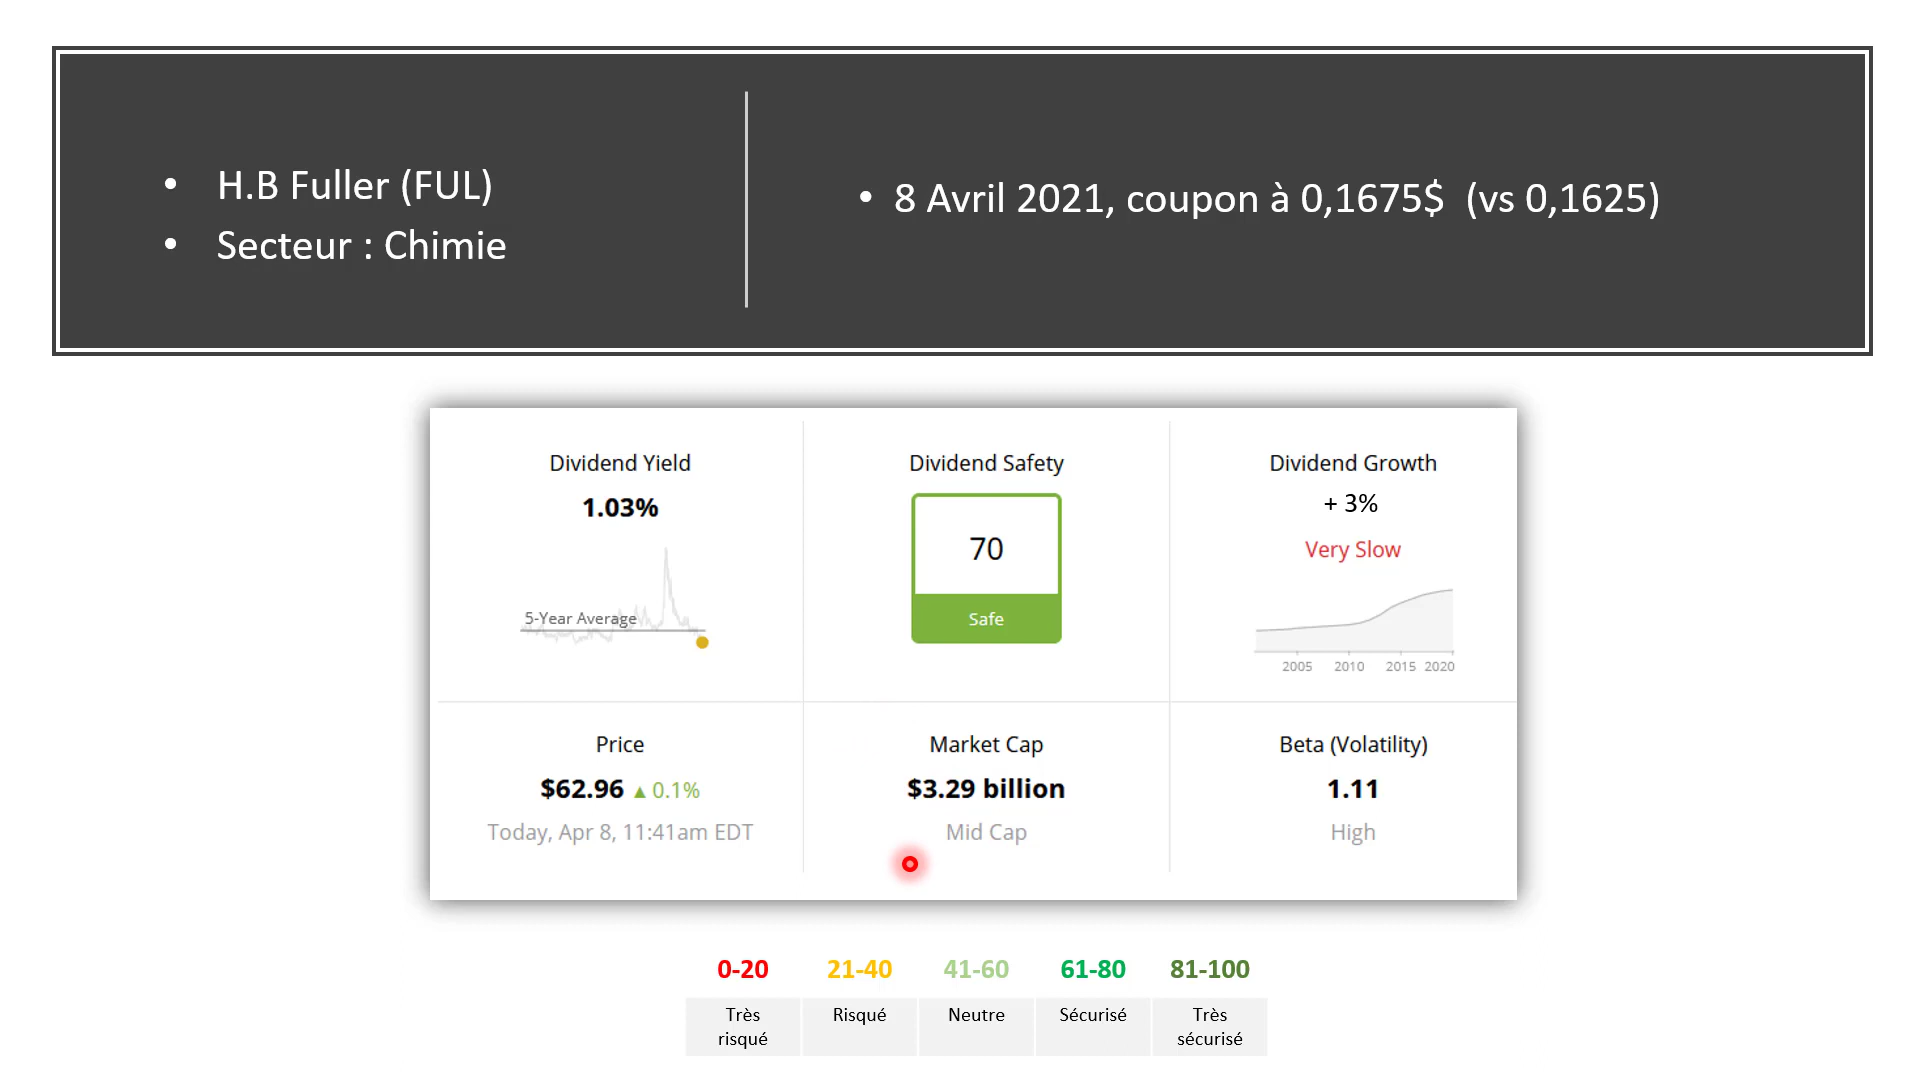 • H.B Fuller (FUL)
• Secteur : Chimie
• 8 Avril 2021, coupon à 0,1675$ (vs 0,1625)
Dividend Yield
1.03%
5-Year Average
Dividend Safety
70
Safe
Dividend Growth
+ 3%
Very Slow
2005 2010 2015 2020
Price
$62.96 ▲ 0.1%
Today, Apr 8, 11:41am EDT
Market Cap
$3.29 billion
Mid Cap
Beta (Volatility)
1.11
High
0-20 21-40 41-60 61-80 81-100
Très risqué Risqué Neutre Sécurisé Très sécurisé